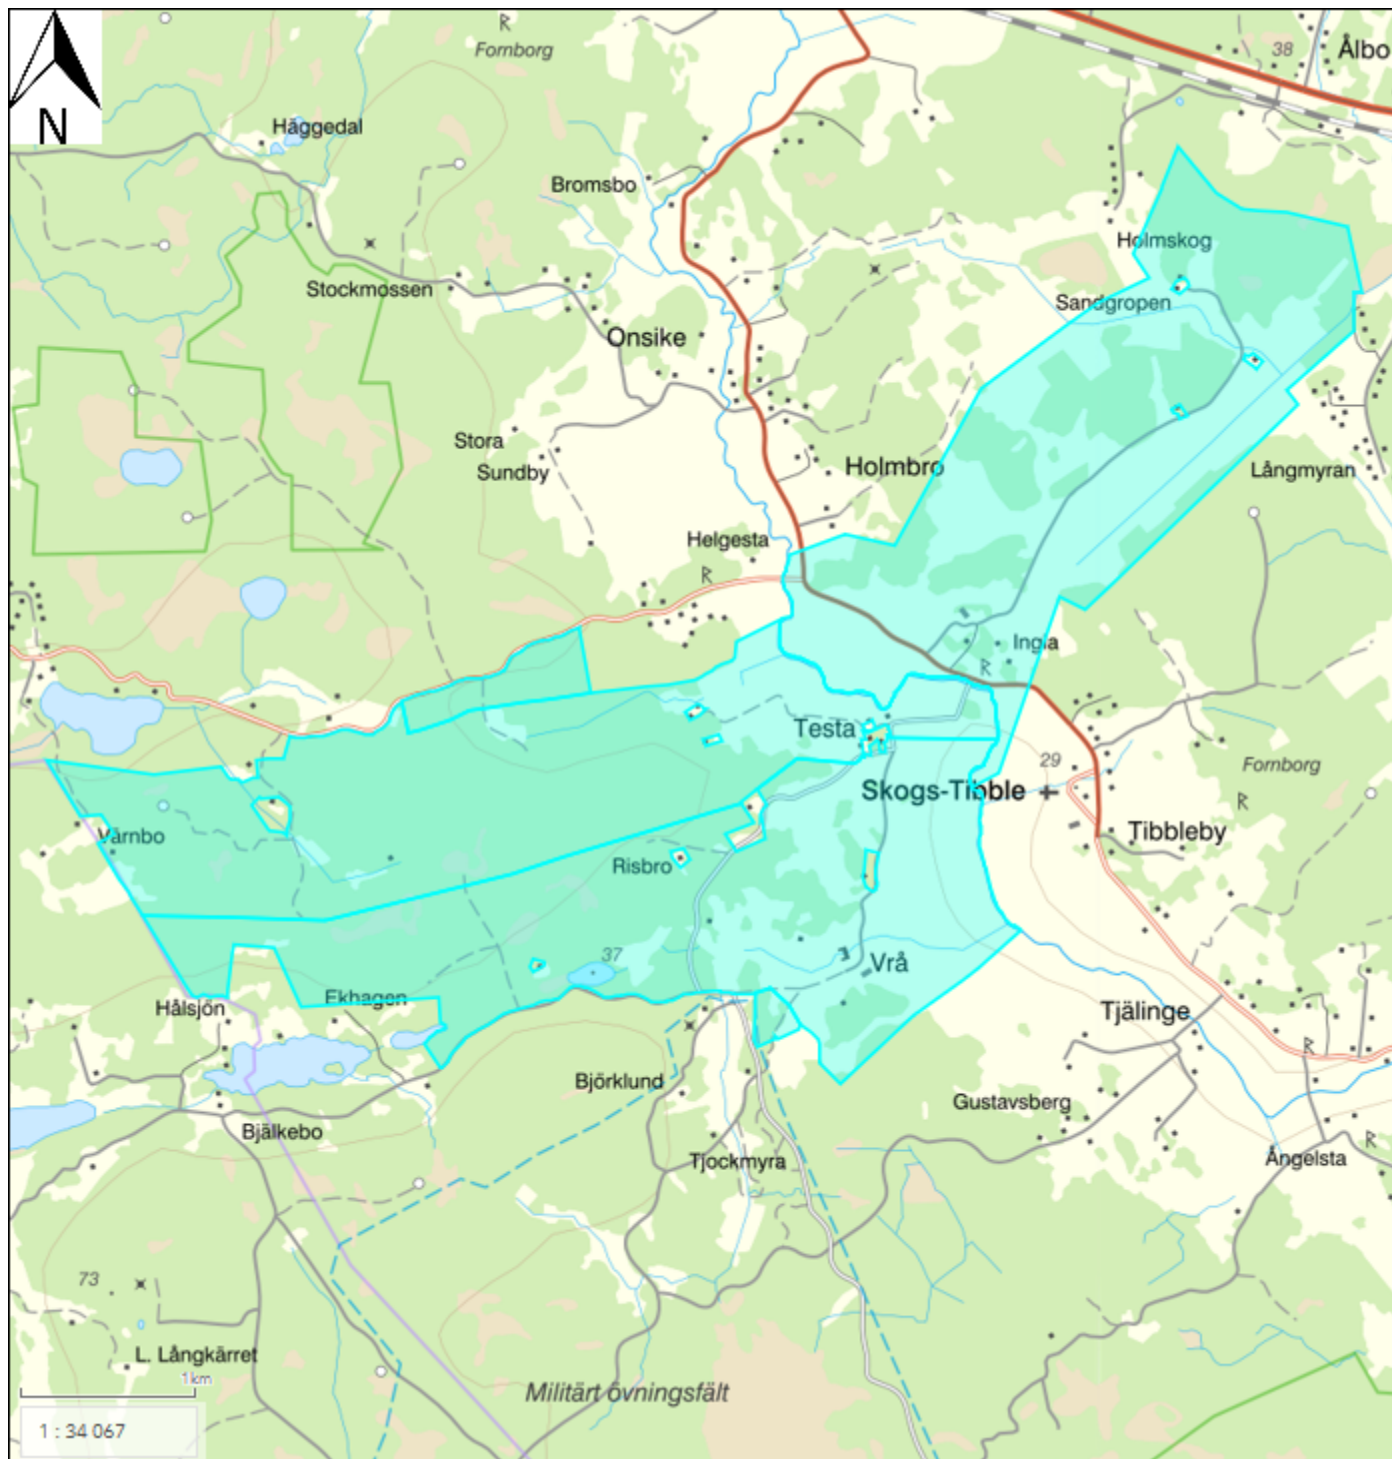 N
Fornborg
38
Ålbo
Häggedal
Bromsbo
Holmskog
Stockmossen
Sandgropen
Onsike
Stora
Sundby
Holmbro
Långmyran
Helgesta
R
Ingla
Testa
29
Fornborg
Skogs-Tibble
Värnbo
Tibbleby
Risbro
37
Vrå
Ekhagen
Hålsjön
Tjälinge
Björklund
Gustavsberg
Bjälkebo
Tjockmyra
Ångelsta
73
L. Långkärret
1km
Militärt övningsfält
1 : 34 067